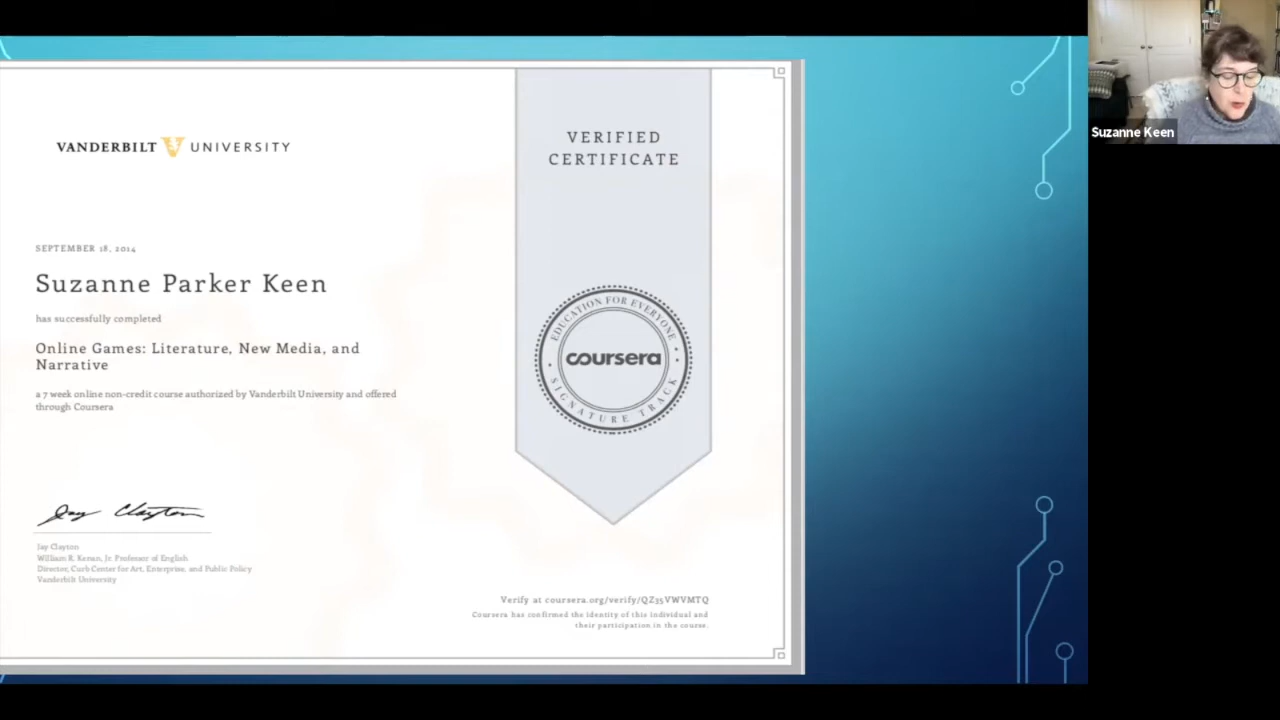 VANDERBILT V UNIVERSITY
VERIFIED
CERTIFICATE
SEPTEMBER 18, 2014
Suzanne Parker Keen
has successfully completed
Online Games: Literature, New Media, and
Narrative
a 7 week online non-credit course authorized by Vanderbilt University and offered
through Coursera
EDUCATION FOR EVERYONE
coursera
SIGNATURE TRACK
Jay Clayton
Jay Clayton
William R. Kenan, Jr. Professor of English
Director, Curb Center for Art, Enterprise, and Public Policy
Vanderbilt University
Verify at coursera.org/verify/QZ35VWVMTQ
Coursera has confirmed the identity of this individual and
their participation in the course.
Suzanne Keen